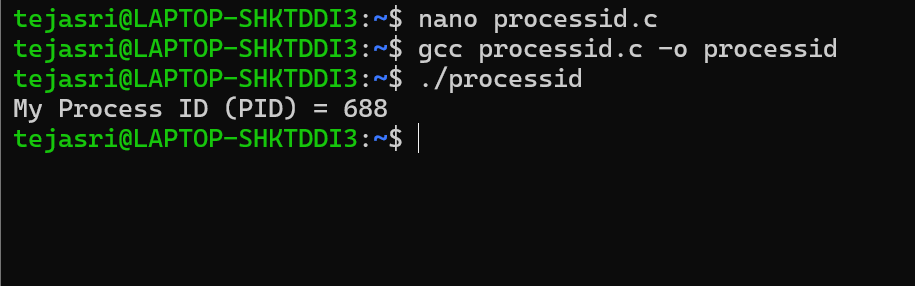 tejasri@LAPTOP-SHKTDDI3:~$ nano processid.c
tejasri@LAPTOP-SHKTDDI3:~$ gcc processid.c -o processid
tejasri@LAPTOP-SHKTDDI3:~$ ./processid
My Process ID (PID) = 688
tejasri@LAPTOP-SHKTDDI3:~$